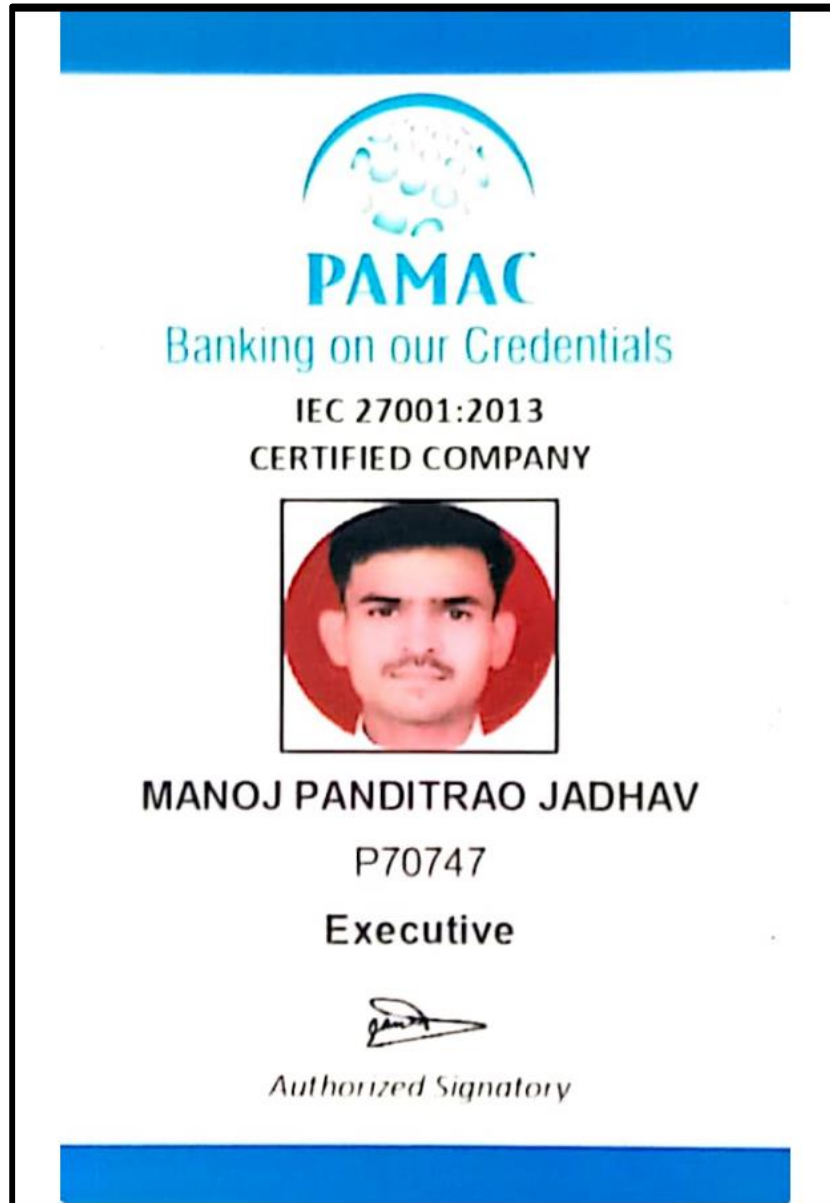 PAMAC
Banking on our Credentials
IEC 27001:2013
CERTIFIED COMPANY
MANOJ PANDITRAO JADHAV
P70747
Executive
Authorized Signatory